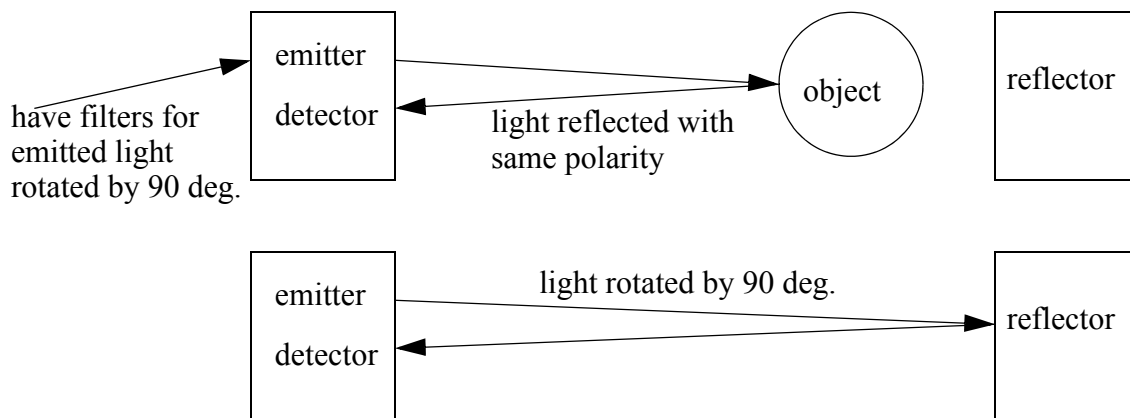 emitter
detector
have filters for
emitted light
rotated by 90 deg.
light reflected with
same polarity
object
reflector
light rotated by 90 deg.
emitter
detector
reflector